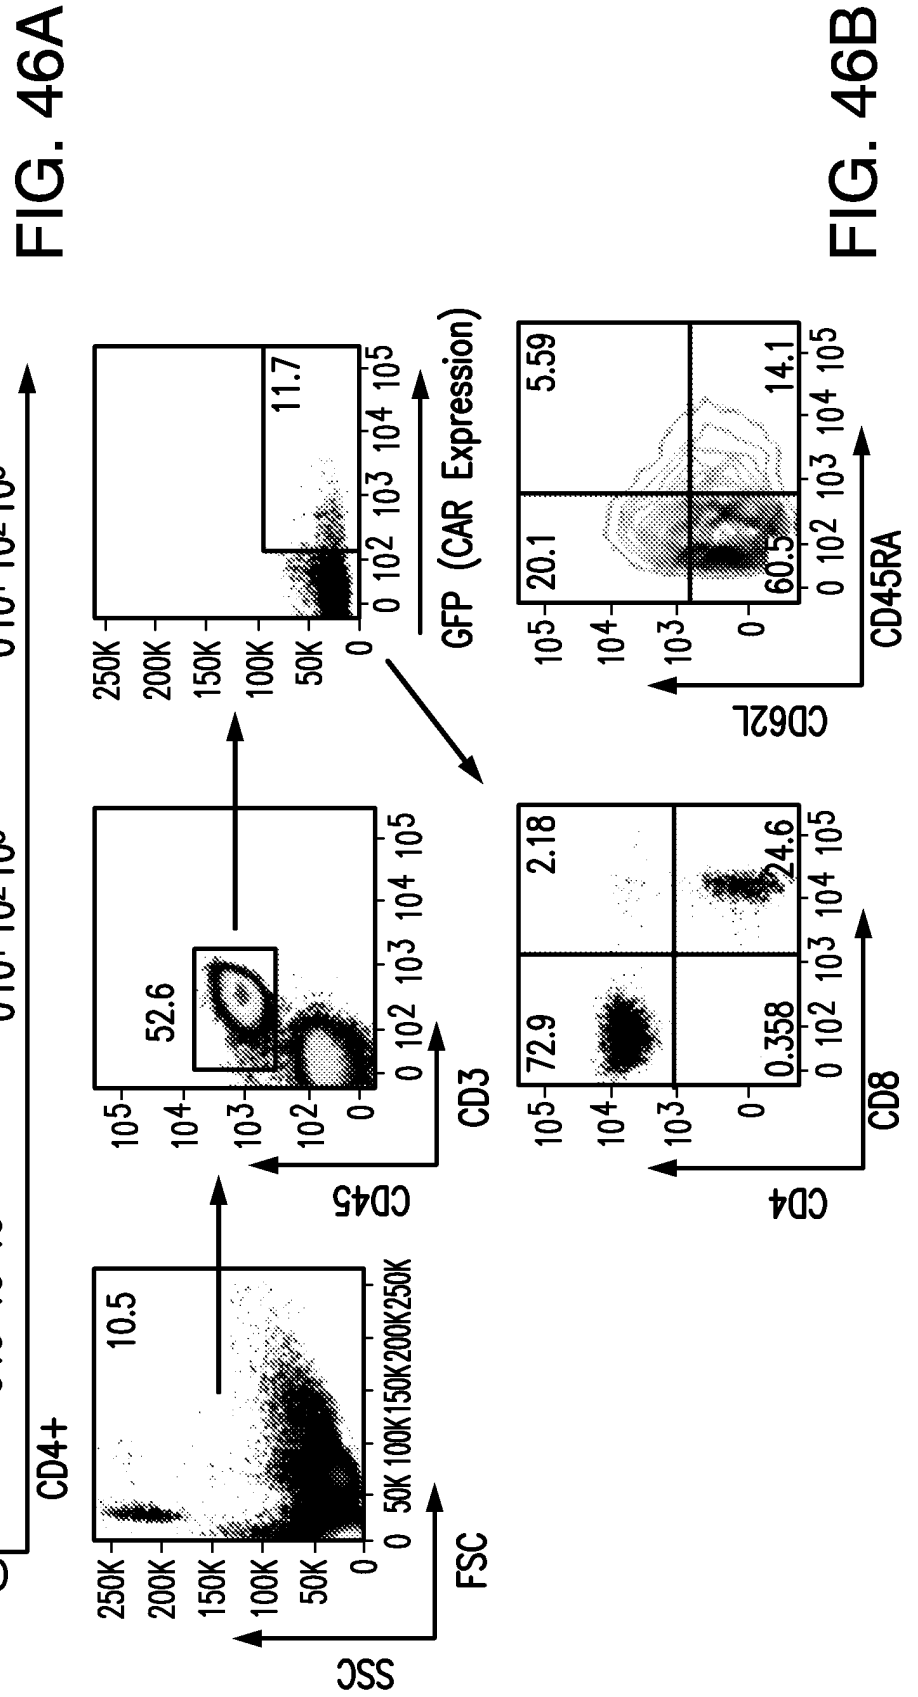 FIG. 46A
CD4+
10.5
250K
200K
150K
100K
50K
0
0 50K 100K 150K 200K 250K
SSC
FSC
52.6
10⁵
10⁴
10³
10²
0
0 10² 10³ 10⁴ 10⁵
CD45
CD3
11.7
250K
200K
150K
100K
50K
0
0 10² 10³ 10⁴ 10⁵
GFP (CAR Expression)
72.9 2.18
10⁵
10⁴
10³
0
0.358 24.6
0 10² 10³ 10⁴ 10⁵
CD4
CD8
20.1 5.59
10⁵
10⁴
10³
0
60.5 14.1
0 10² 10³ 10⁴ 10⁵
CD62L
CD45RA
FIG. 46B